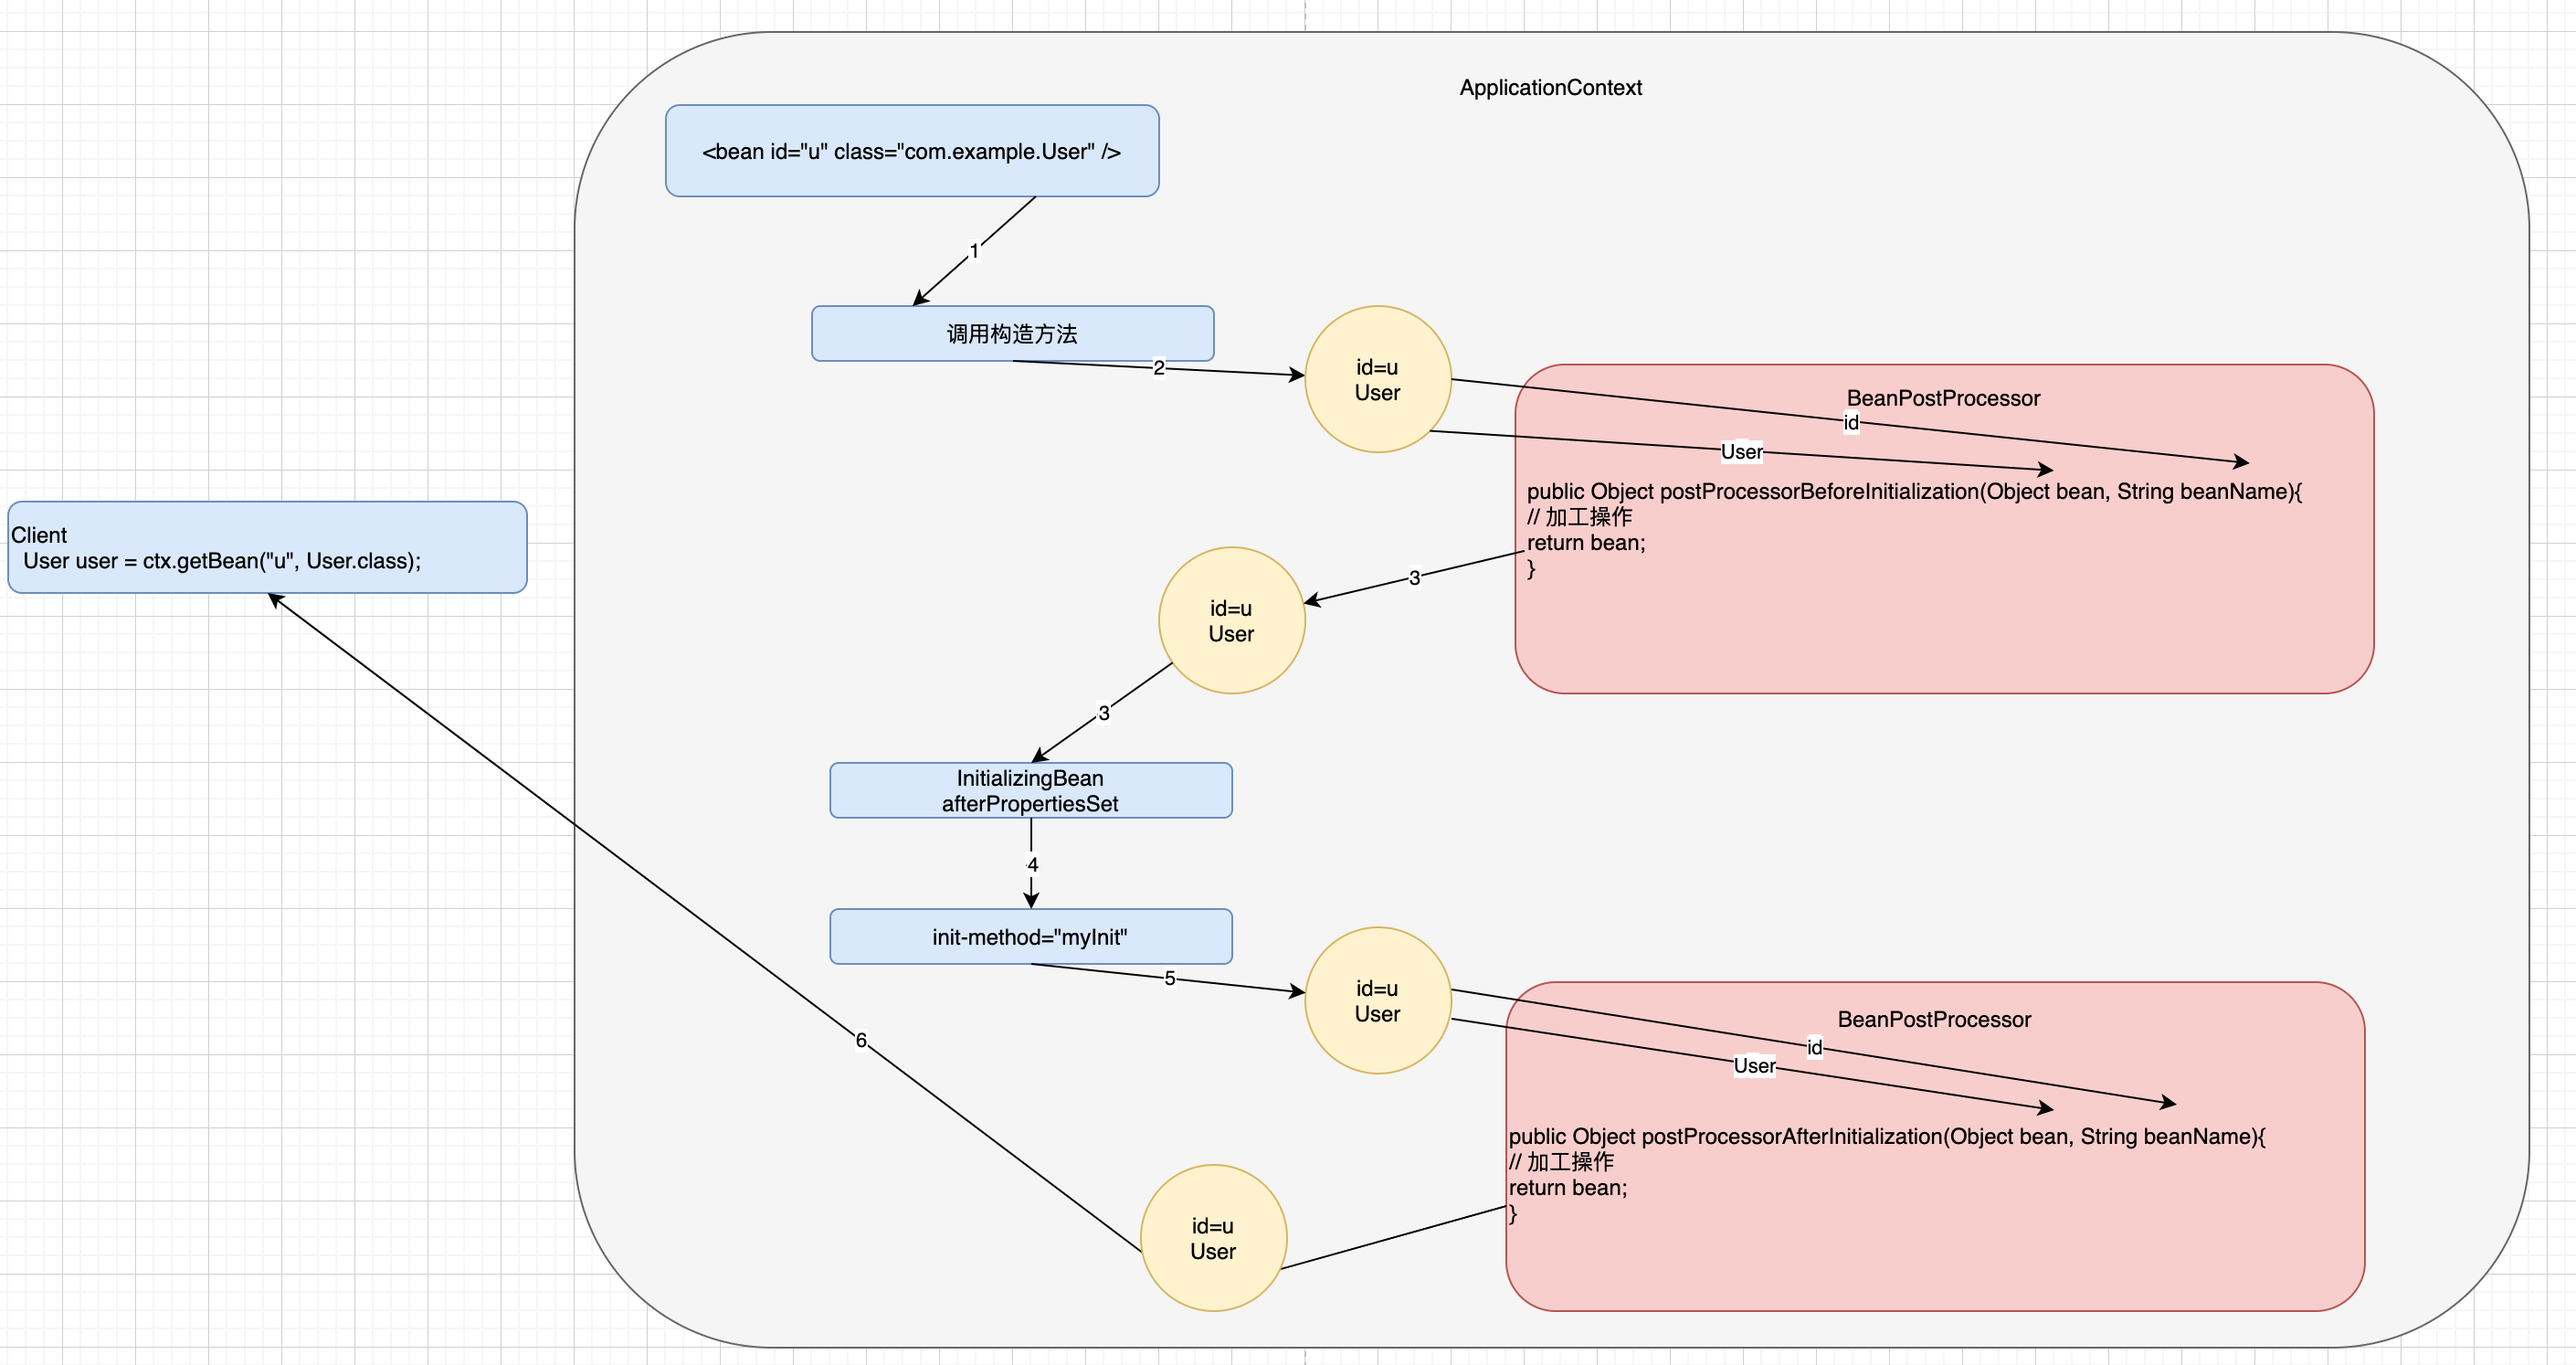 ApplicationContext
<bean id="u" class="com.example.User" />
1
调用构造方法
2
id=u
User
BeanPostProcessor
id
User
public Object postProcessorBeforeInitialization(Object bean, String beanName){
// 加工操作
return bean;
}
Client
User user = ctx.getBean("u", User.class);
3
id=u
User
3
InitializingBean
afterPropertiesSet
4
init-method="myInit"
5
id=u
User
BeanPostProcessor
id
User
public Object postProcessorAfterInitialization(Object bean, String beanName){
// 加工操作
return bean;
}
6
id=u
User